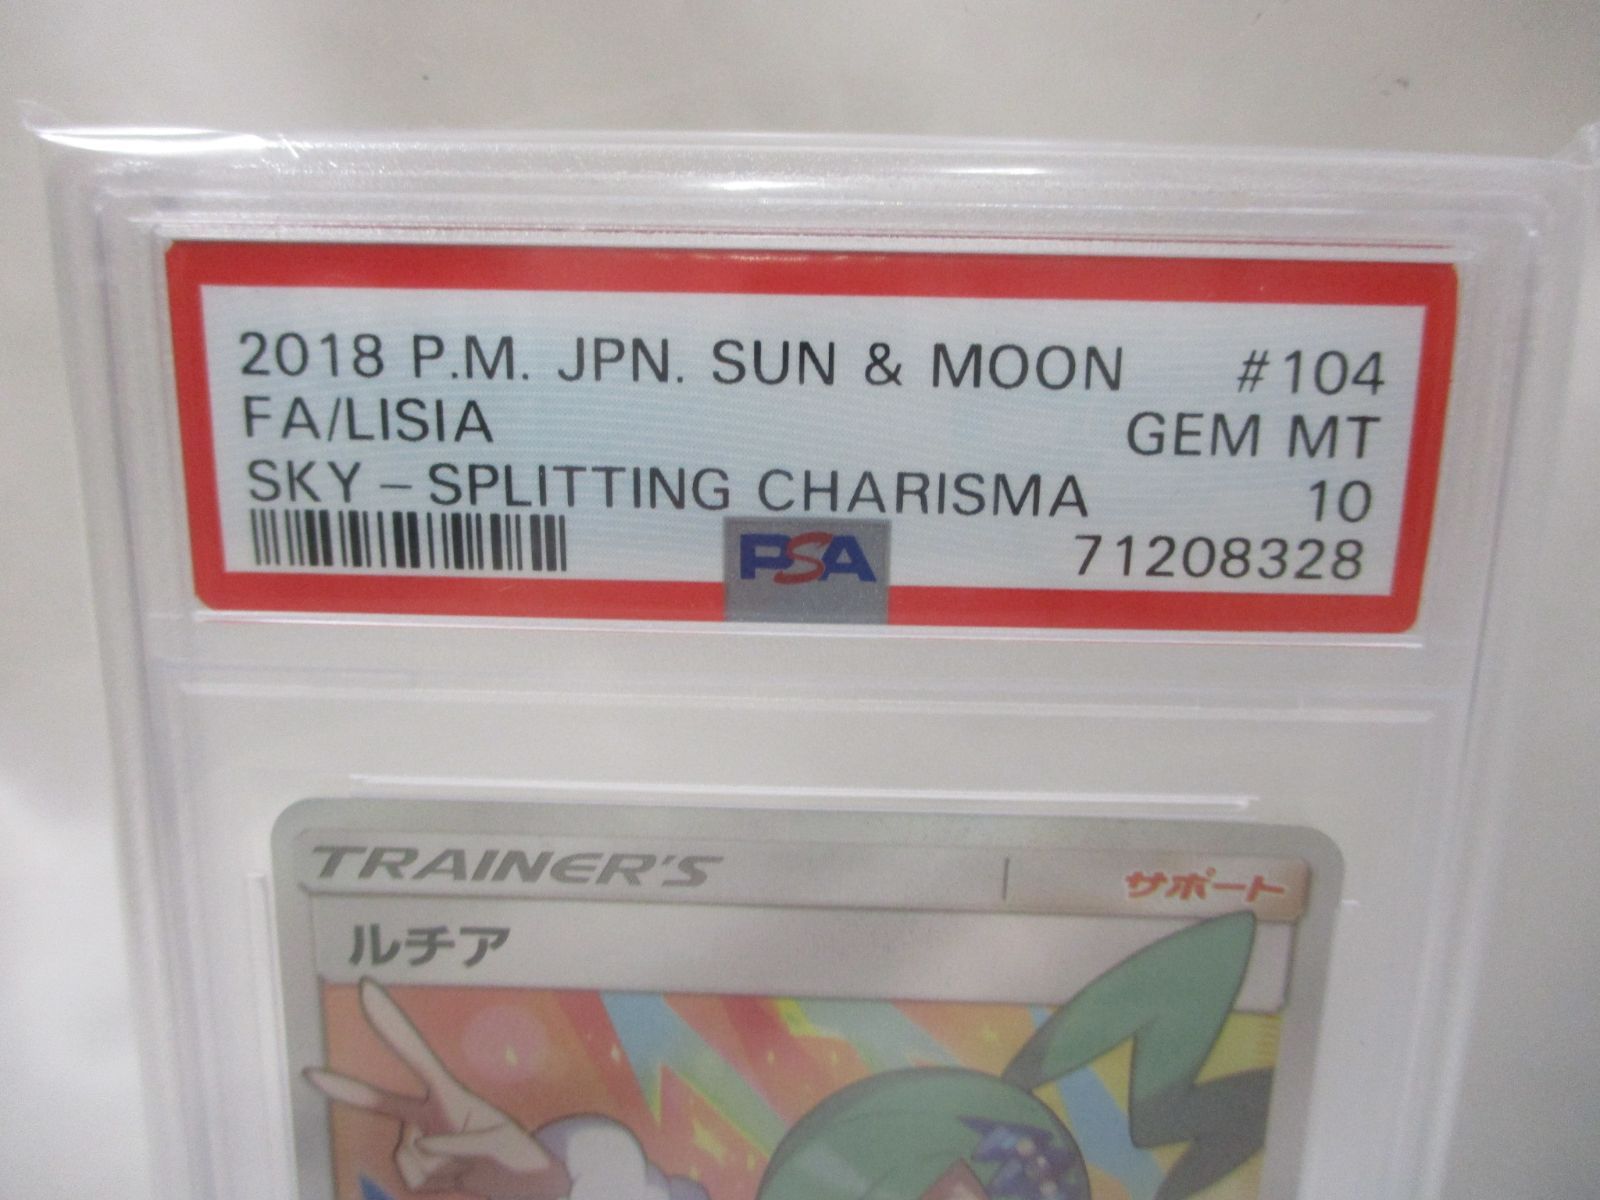 2018 P.M. JPN. SUN & MOON #104
FA/LISIA GEM MT
SKY-SPLITTING CHARISMA 10
PSA 71208328
TRAINER'S サポート
ルチア